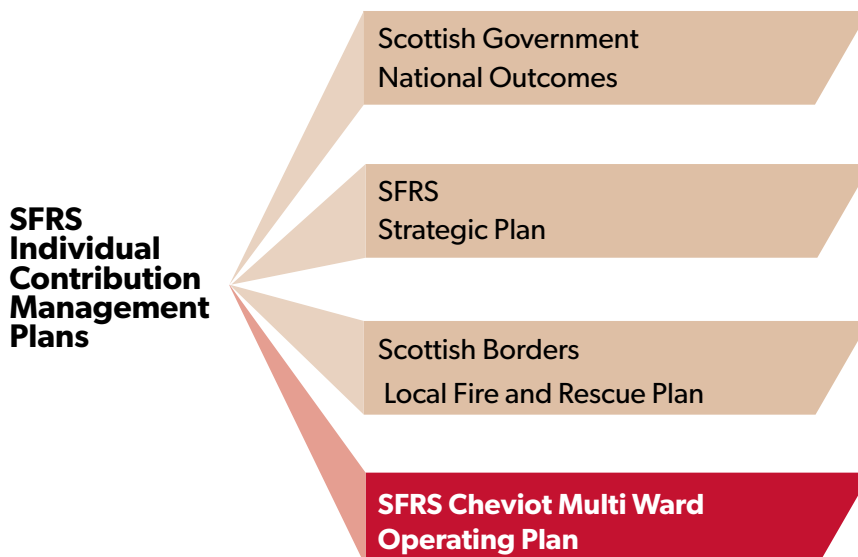 Scottish Government
National Outcomes
SFRS
Strategic Plan
SFRS
Individual
Contribution
Management
Plans
Scottish Borders
Local Fire and Rescue Plan
SFRS Cheviot Multi Ward
Operating Plan